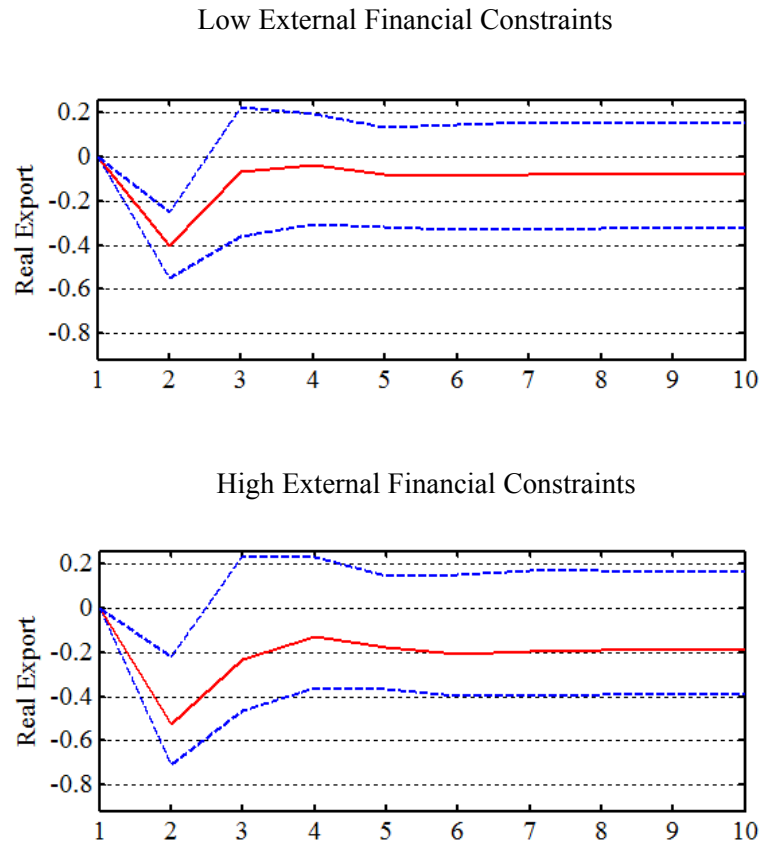 Low External Financial Constraints
0.2
0
-0.2
-0.4
-0.6
-0.8
Real Export
1 2 3 4 5 6 7 8 9 10
High External Financial Constraints
0.2
0
-0.2
-0.4
-0.6
-0.8
Real Export
1 2 3 4 5 6 7 8 9 10